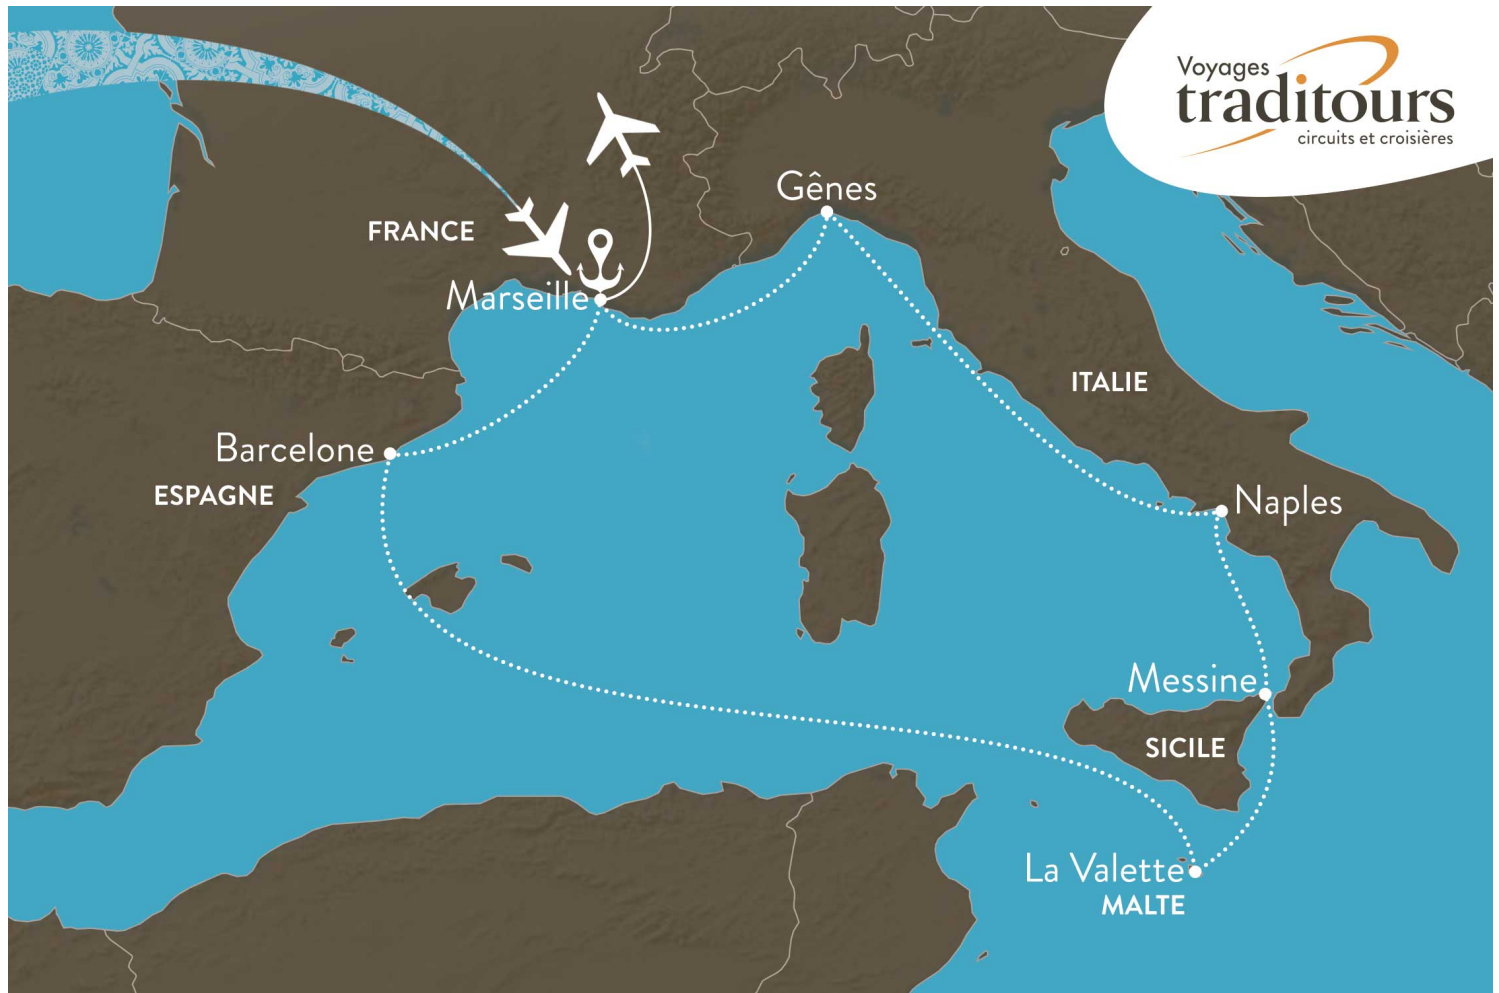 Voyages
traditours
circuits et croisières
Gênes
FRANCE
Marseille
ITALIE
Barcelone
ESPAGNE
Naples
Messine
SICILE
La Valette
MALTE